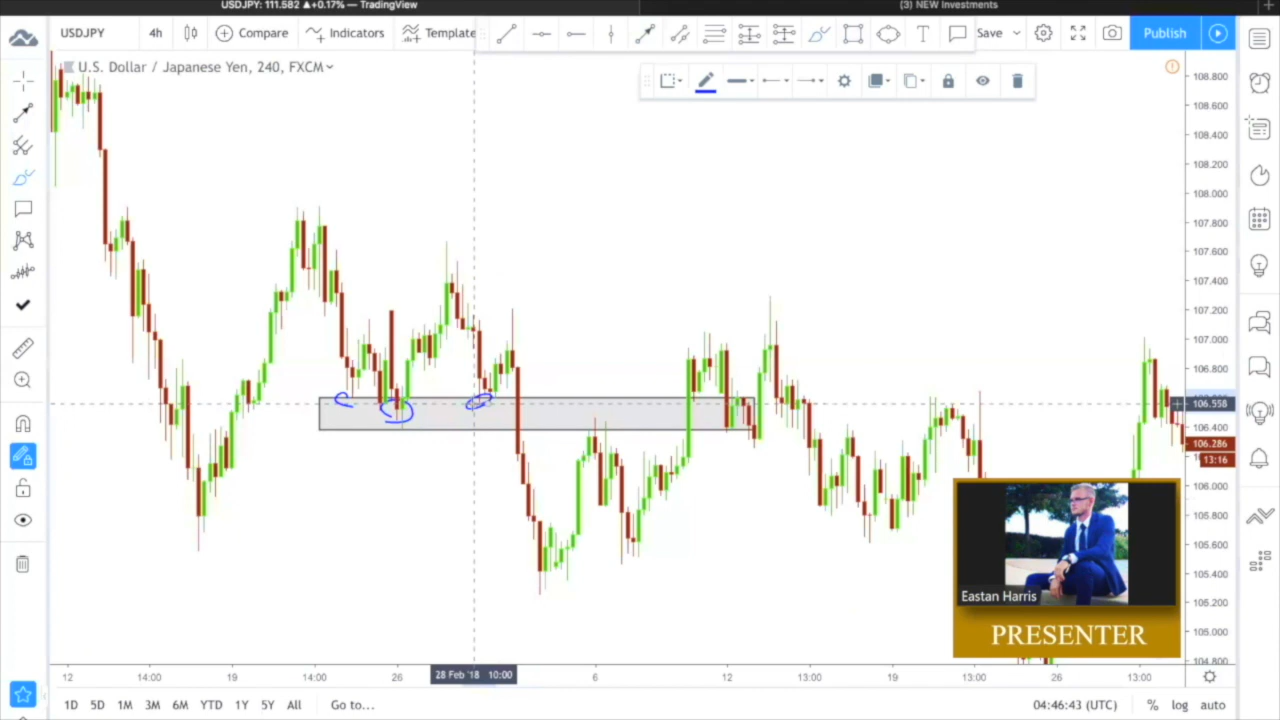 USDJPY: 111.582 ▲+0.17% — TradingView
(3) NEW Investments
USDJPY 4h Compare Indicators Template Save Publish
U.S. Dollar / Japanese Yen, 240, FXCM
108.800
108.600
108.400
108.200
108.000
107.800
107.600
107.400
107.200
107.000
106.800
106.558
106.400
106.286
13:16
106.000
105.800
105.600
105.400
105.200
105.000
104.800
Eastan Harris
PRESENTER
12 14:00 19 14:00 26 28 Feb '18 10:00 6 12 13:00 19 13:00 26 13:00
1D 5D 1M 3M 6M YTD 1Y 5Y All Go to... 04:46:43 (UTC) % log auto